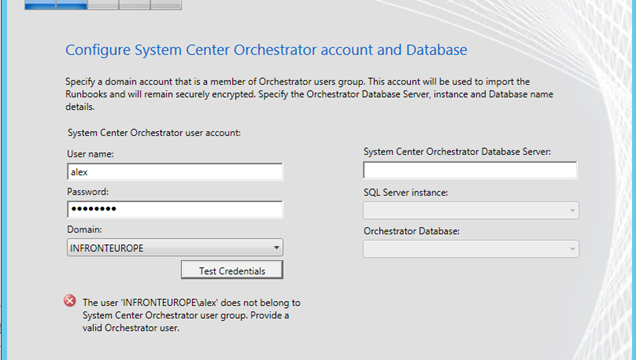 Configure System Center Orchestrator account and Database
Specify a domain account that is a member of Orchestrator users group. This account will be used to import the
Runbooks and will remain securely encrypted. Specify the Orchestrator Database Server, instance and Database name
details.
System Center Orchestrator user account:
User name:
alex
Password:
••••••••
Domain:
INFRONTEUROPE
Test Credentials
The user 'INFRONTEUROPE\alex' does not belong to
System Center Orchestrator user group. Provide a
valid Orchestrator user.
System Center Orchestrator Database Server:
SQL Server instance:
Orchestrator Database: